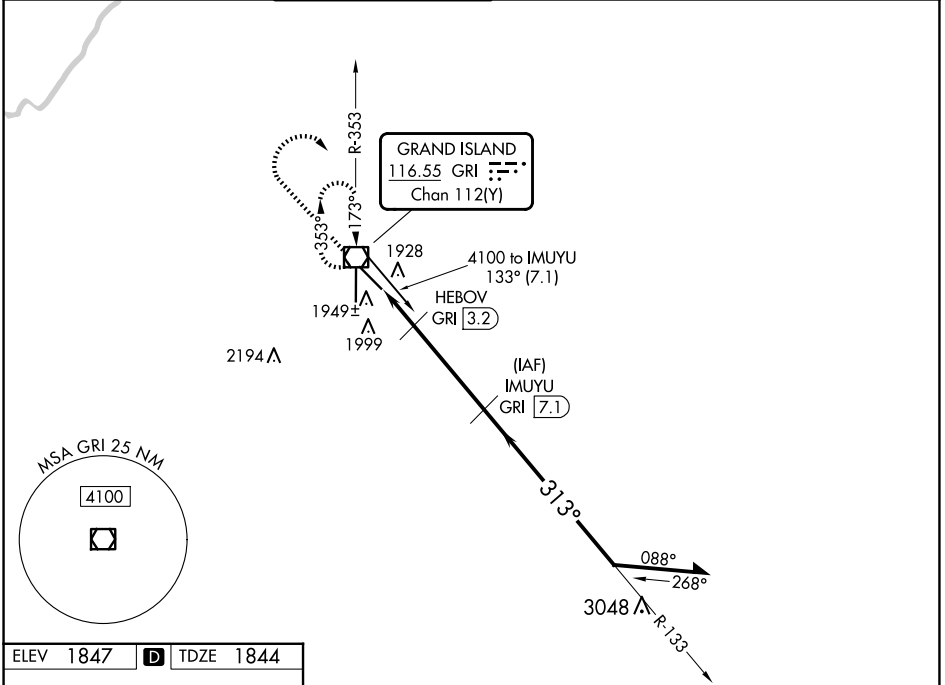 R-353
GRAND ISLAND
116.55 GRI
Chan 112(Y)
173°
353°
1928
4100 to IMUYU
133° (7.1)
HEBOV
GRI 3.2
1949±
1999
2194
(IAF)
IMUYU
GRI 7.1
MSA GRI 25 NM
4100
313°
088°
268°
3048
R-133
ELEV 1847 D TDZE 1844